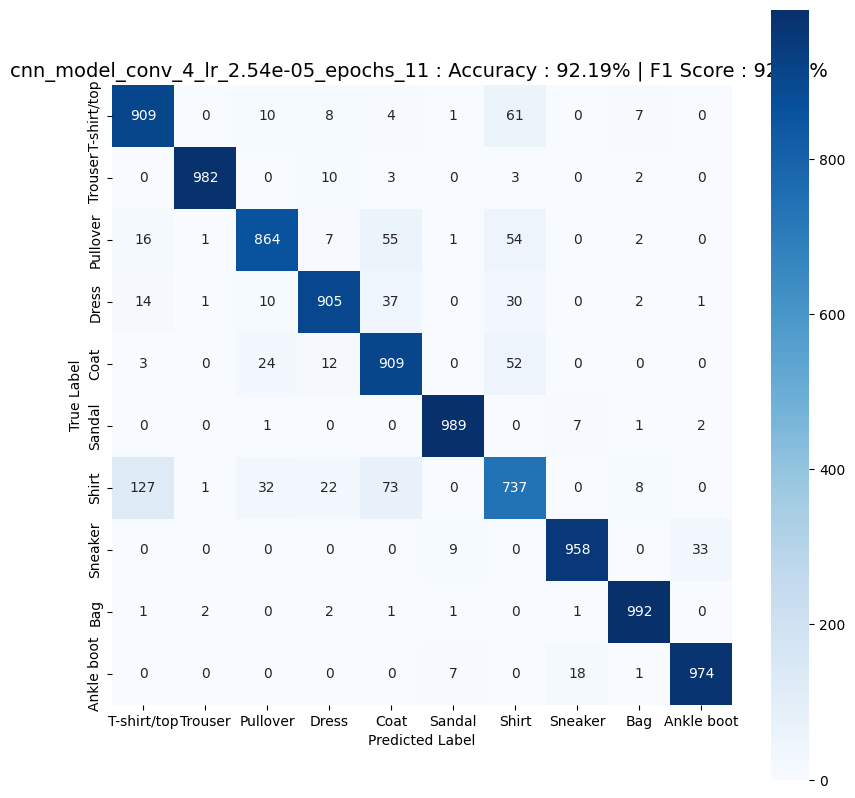 cnn_model_conv_4_lr_2.54e-05_epochs_11 : Accuracy : 92.19% | F1 Score :
T-shirt/top 909 0 10 8 4 1 61 0 7 0
Trouser 0 982 0 10 3 0 3 0 2 0
Pullover 16 1 864 7 55 1 54 0 2 0
Dress 14 1 10 905 37 0 30 0 2 1
Coat 3 0 24 12 909 0 52 0 0 0
Sandal 0 0 1 0 0 989 0 7 1 2
Shirt 127 1 32 22 73 0 737 0 8 0
Sneaker 0 0 0 0 0 9 0 958 0 33
Bag 1 2 0 2 1 1 0 1 992 0
Ankle boot 0 0 0 0 0 7 0 18 1 974
True Label
T-shirt/top Trouser Pullover Dress Coat Sandal Shirt Sneaker Bag Ankle boot
Predicted Label
800
600
400
200
0